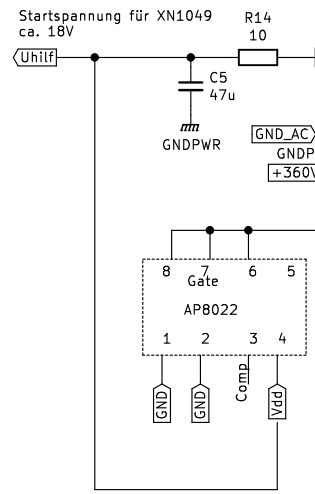 Startspannung für XN1049
ca. 18V
R14
10
Uhilf
C5
47u
GNDPWR
GND_AC
GNDP
+360V
8 7 6 5
Gate
AP8022
1 2 3 4
GND
GND
Comp
Vdd